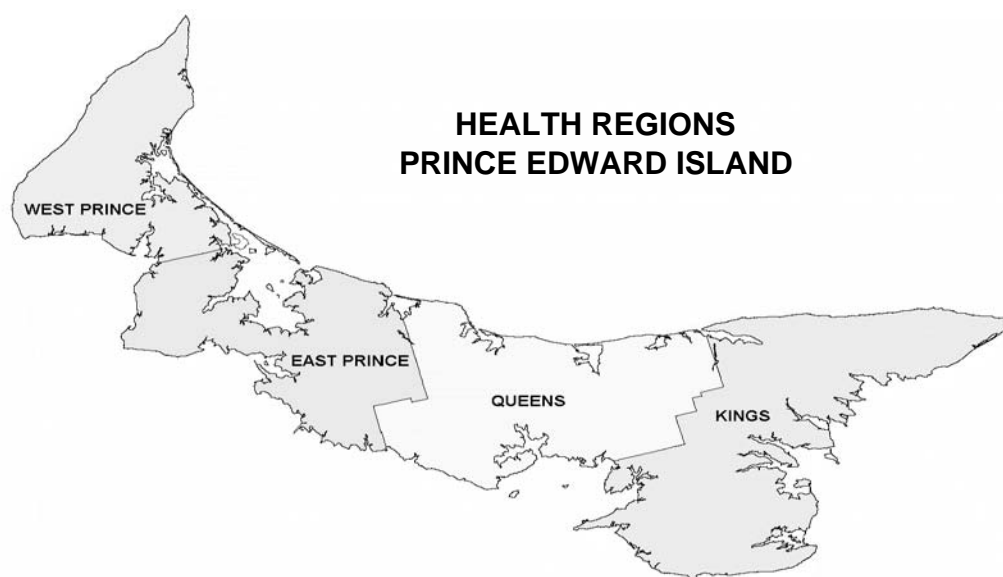 HEALTH REGIONS
PRINCE EDWARD ISLAND
WEST PRINCE
EAST PRINCE
QUEENS
KINGS